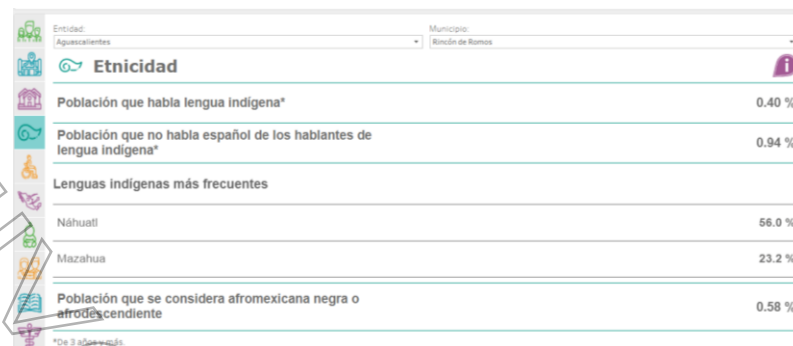 Entidad:
Municipio:
Aguascalientes
Rincón de Romos
Etnicidad
i
Población que habla lengua indígena*
0.40 %
Población que no habla español de los hablantes de
lengua indígena*
0.94 %
Lenguas indígenas más frecuentes
Náhuatl
56.0 %
Mazahua
23.2 %
Población que se considera afromexicana negra o
afrodescendiente
0.58 %
*De 3 años y más.